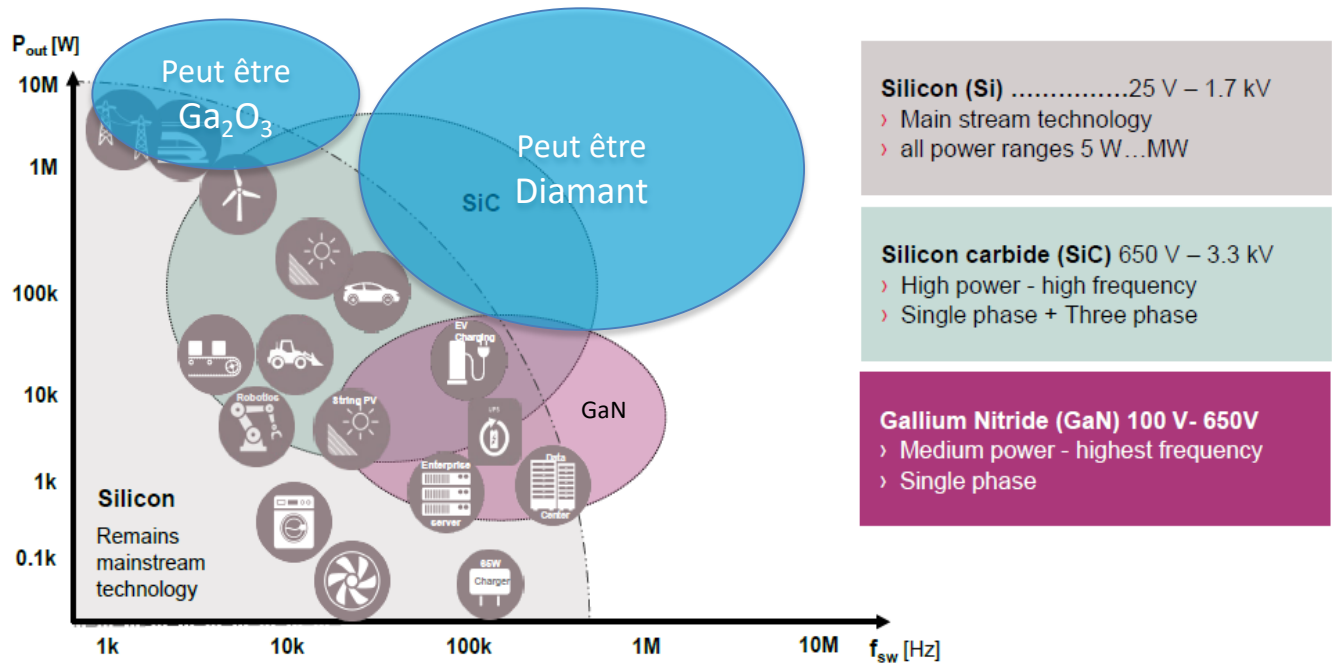 P_out [W]
10M
1M
100k
10k
1k
0.1k
Peut être
Ga₂O₃
Peut être
Diamant
SiC
EV
Charging
GaN
Robotics
String PV
UPS
Enterprise
server
Data
Center
65W
Charger
Silicon
Remains
mainstream
technology
1k
10k
100k
1M
10M
f_sw [Hz]
Silicon (Si) ...............25 V – 1.7 kV
› Main stream technology
› all power ranges 5 W...MW
Silicon carbide (SiC) 650 V – 3.3 kV
› High power - high frequency
› Single phase + Three phase
Gallium Nitride (GaN) 100 V- 650V
› Medium power - highest frequency
› Single phase